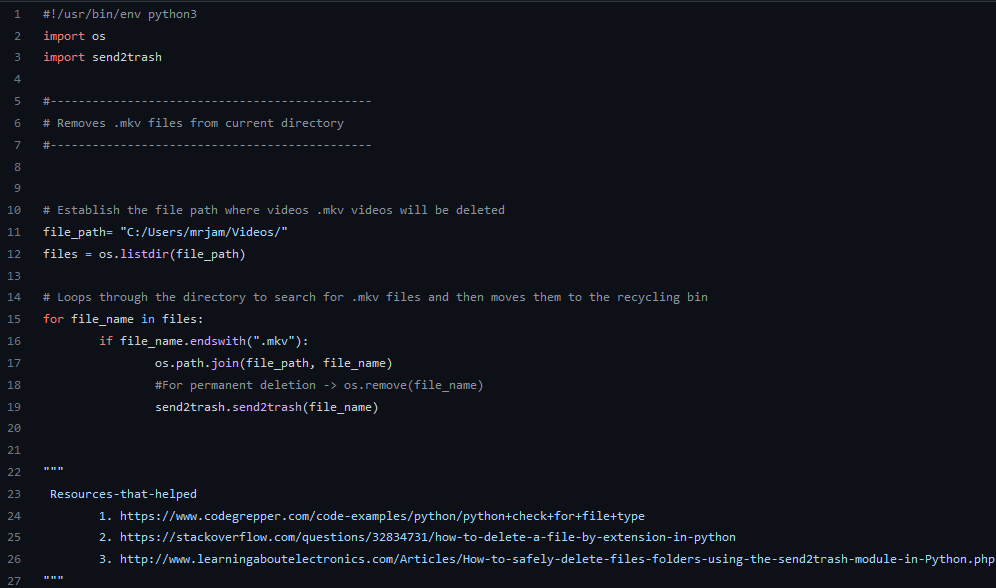 1 #!/usr/bin/env python3
2 import os
3 import send2trash
4
5 #----------------------------------------------
6 # Removes .mkv files from current directory
7 #----------------------------------------------
8
9
10 # Establish the file path where videos .mkv videos will be deleted
11 file_path= "C:/Users/mrjam/Videos/"
12 files = os.listdir(file_path)
13
14 # Loops through the directory to search for .mkv files and then moves them to the recycling bin
15 for file_name in files:
16         if file_name.endswith(".mkv"):
17                 os.path.join(file_path, file_name)
18                 #For permanent deletion -> os.remove(file_name)
19                 send2trash.send2trash(file_name)
20
21
22 """
23  Resources-that-helped
24         1. https://www.codegrepper.com/code-examples/python/python+check+for+file+type
25         2. https://stackoverflow.com/questions/32834731/how-to-delete-a-file-by-extension-in-python
26         3. http://www.learningaboutelectronics.com/Articles/How-to-safely-delete-files-folders-using-the-send2trash-module-in-Python.php
27 """